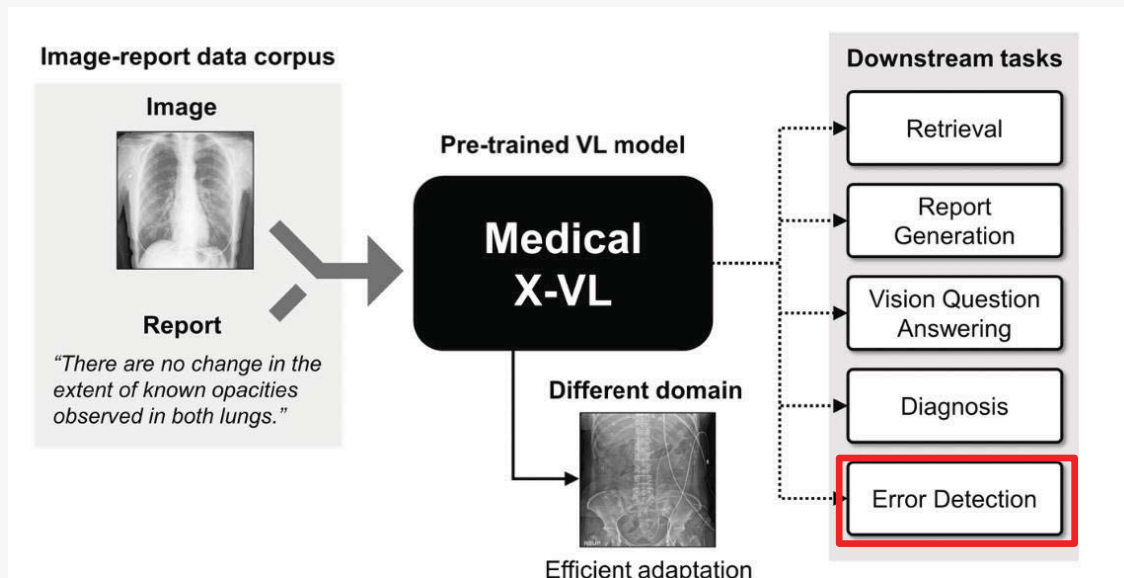 Image-report data corpus
Image
Report
“There are no change in the
extent of known opacities
observed in both lungs.”
Pre-trained VL model
Medical
X-VL
Different domain
Efficient adaptation
Downstream tasks
Retrieval
Report
Generation
Vision Question
Answering
Diagnosis
Error Detection